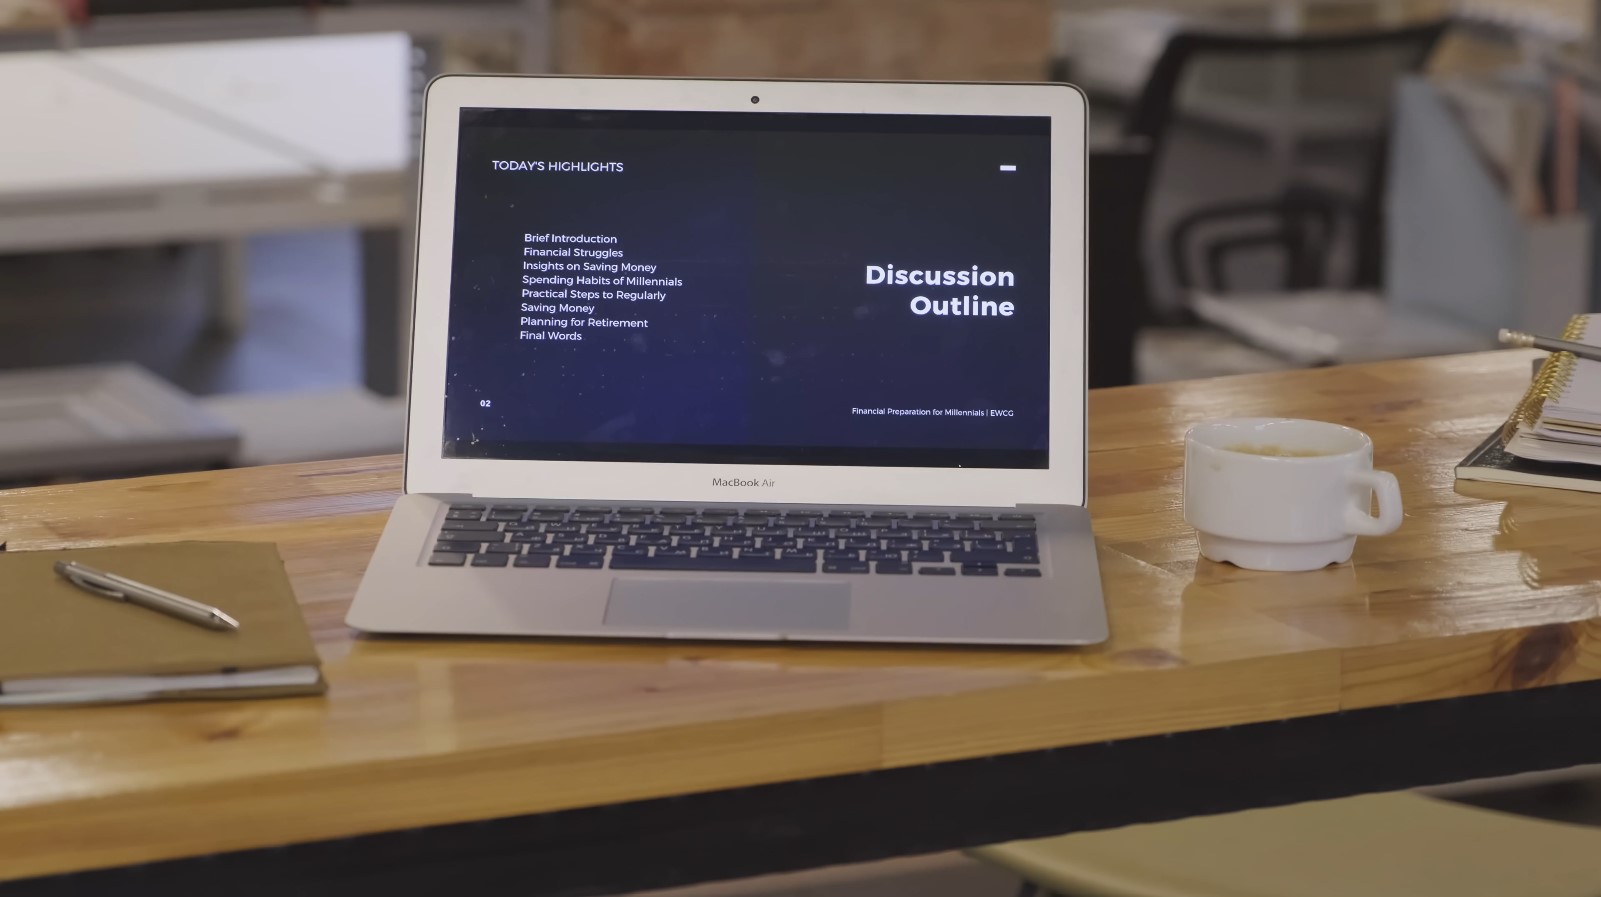 TODAY'S HIGHLIGHTS
Brief Introduction
Financial Struggles
Insights on Saving Money
Spending Habits of Millennials
Practical Steps to Regularly
Saving Money
Planning for Retirement
Final Words
Discussion
Outline
02
Financial Preparation for Millennials | EWCG
MacBook Air